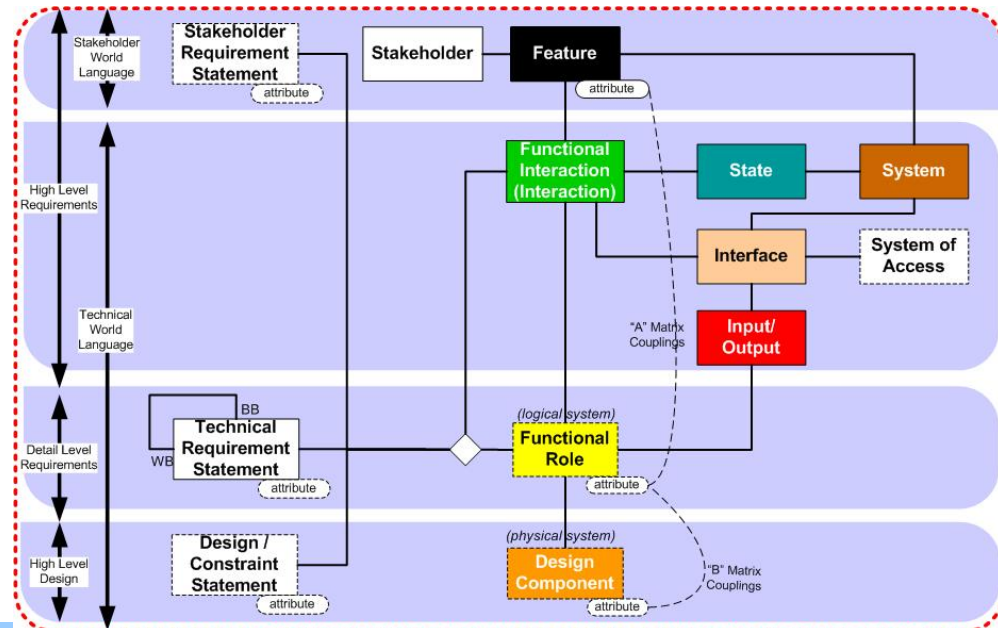 Stakeholder
World
Language
Stakeholder
Requirement
Statement
attribute
Stakeholder
Feature
attribute
High Level
Requirements
Technical
World
Language
Functional
Interaction
(Interaction)
State
System
Interface
System of
Access
"A" Matrix
Couplings
Input/
Output
Detail Level
Requirements
BB
WB
Technical
Requirement
Statement
attribute
(logical system)
Functional
Role
attribute
High Level
Design
Design /
Constraint
Statement
attribute
(physical system)
Design
Component
attribute
"B" Matrix
Couplings